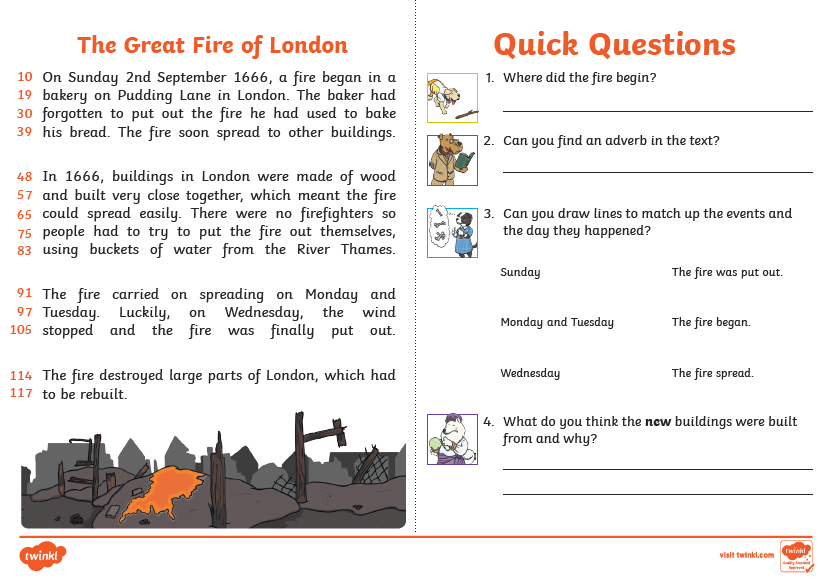 The Great Fire of London
10 On Sunday 2nd September 1666, a fire began in a
19 bakery on Pudding Lane in London. The baker had
30 forgotten to put out the fire he had used to bake
39 his bread. The fire soon spread to other buildings.
48 In 1666, buildings in London were made of wood
57 and built very close together, which meant the fire
65 could spread easily. There were no firefighters so
75 people had to try to put the fire out themselves,
83 using buckets of water from the River Thames.
91 The fire carried on spreading on Monday and
97 Tuesday. Luckily, on Wednesday, the wind
105 stopped and the fire was finally put out.
114 The fire destroyed large parts of London, which had
117 to be rebuilt.
Quick Questions
1. Where did the fire begin?
2. Can you find an adverb in the text?
3. Can you draw lines to match up the events and
the day they happened?
Sunday The fire was put out.
Monday and Tuesday The fire began.
Wednesday The fire spread.
4. What do you think the new buildings were built
from and why?
twinkl
visit twinkl.com
twinkl
Quality Standard
Approved